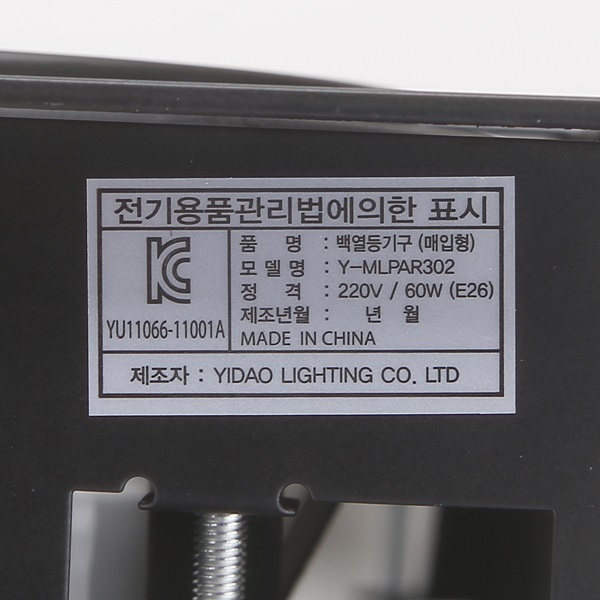 전기용품관리법에의한 표시
KC
YU11066-11001A
품 명 : 백열등기구 (매입형)
모 델 명 : Y-MLPAR302
정 격 : 220V / 60W (E26)
제조년월 : 년 월
MADE IN CHINA
제조자 : YIDAO LIGHTING CO. LTD